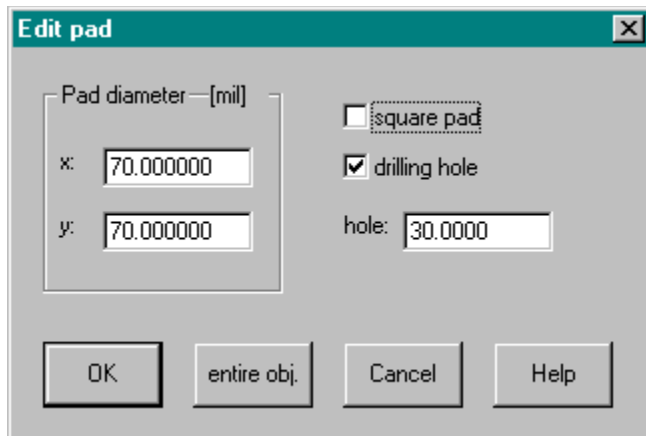 Edit pad
Pad diameter [mil]
square pad
x: 70.000000
drilling hole
y: 70.000000
hole: 30.0000
OK entire obj. Cancel Help